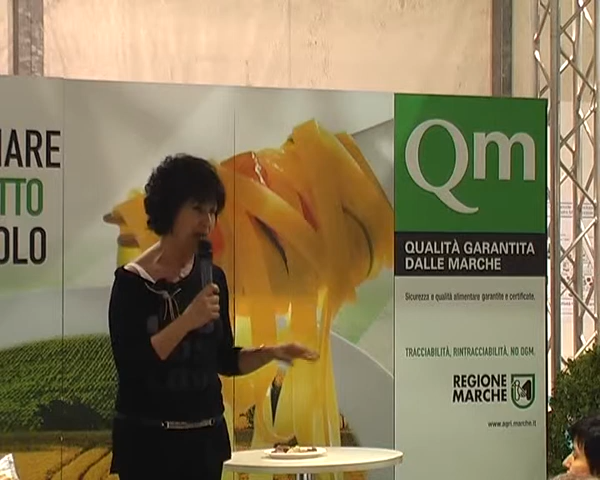 MARE
TTO
OLO
Qm
QUALITÀ GARANTITA
DALLE MARCHE
Sicurezza e qualità alimentare garantite e certificate.
TRACCIABILITÀ, RINTRACCIABILITÀ, NO OGM.
REGIONE
MARCHE
www.agri.marche.it